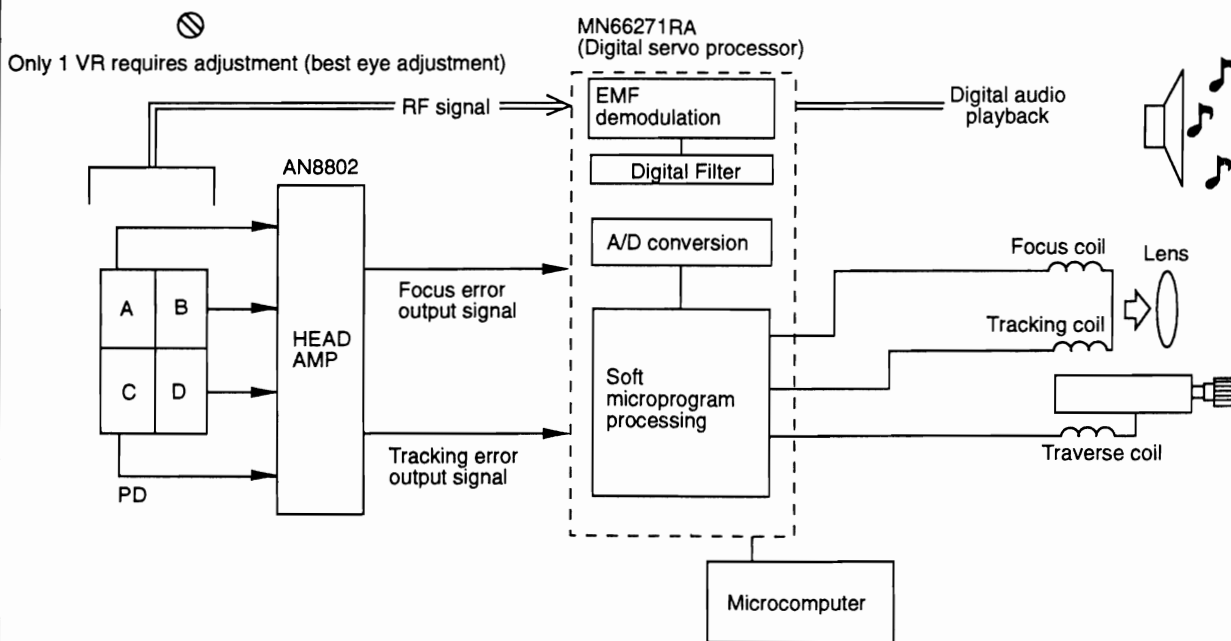 Only 1 VR requires adjustment (best eye adjustment)
MN66271RA
(Digital servo processor)
RF signal
EMF
demodulation
Digital audio
playback
AN8802
Digital Filter
A/D conversion
Focus coil
Lens
A
B
Focus error
output signal
HEAD
AMP
Tracking coil
C
D
Soft
microprogram
processing
Tracking error
output signal
Traverse coil
PD
Microcomputer